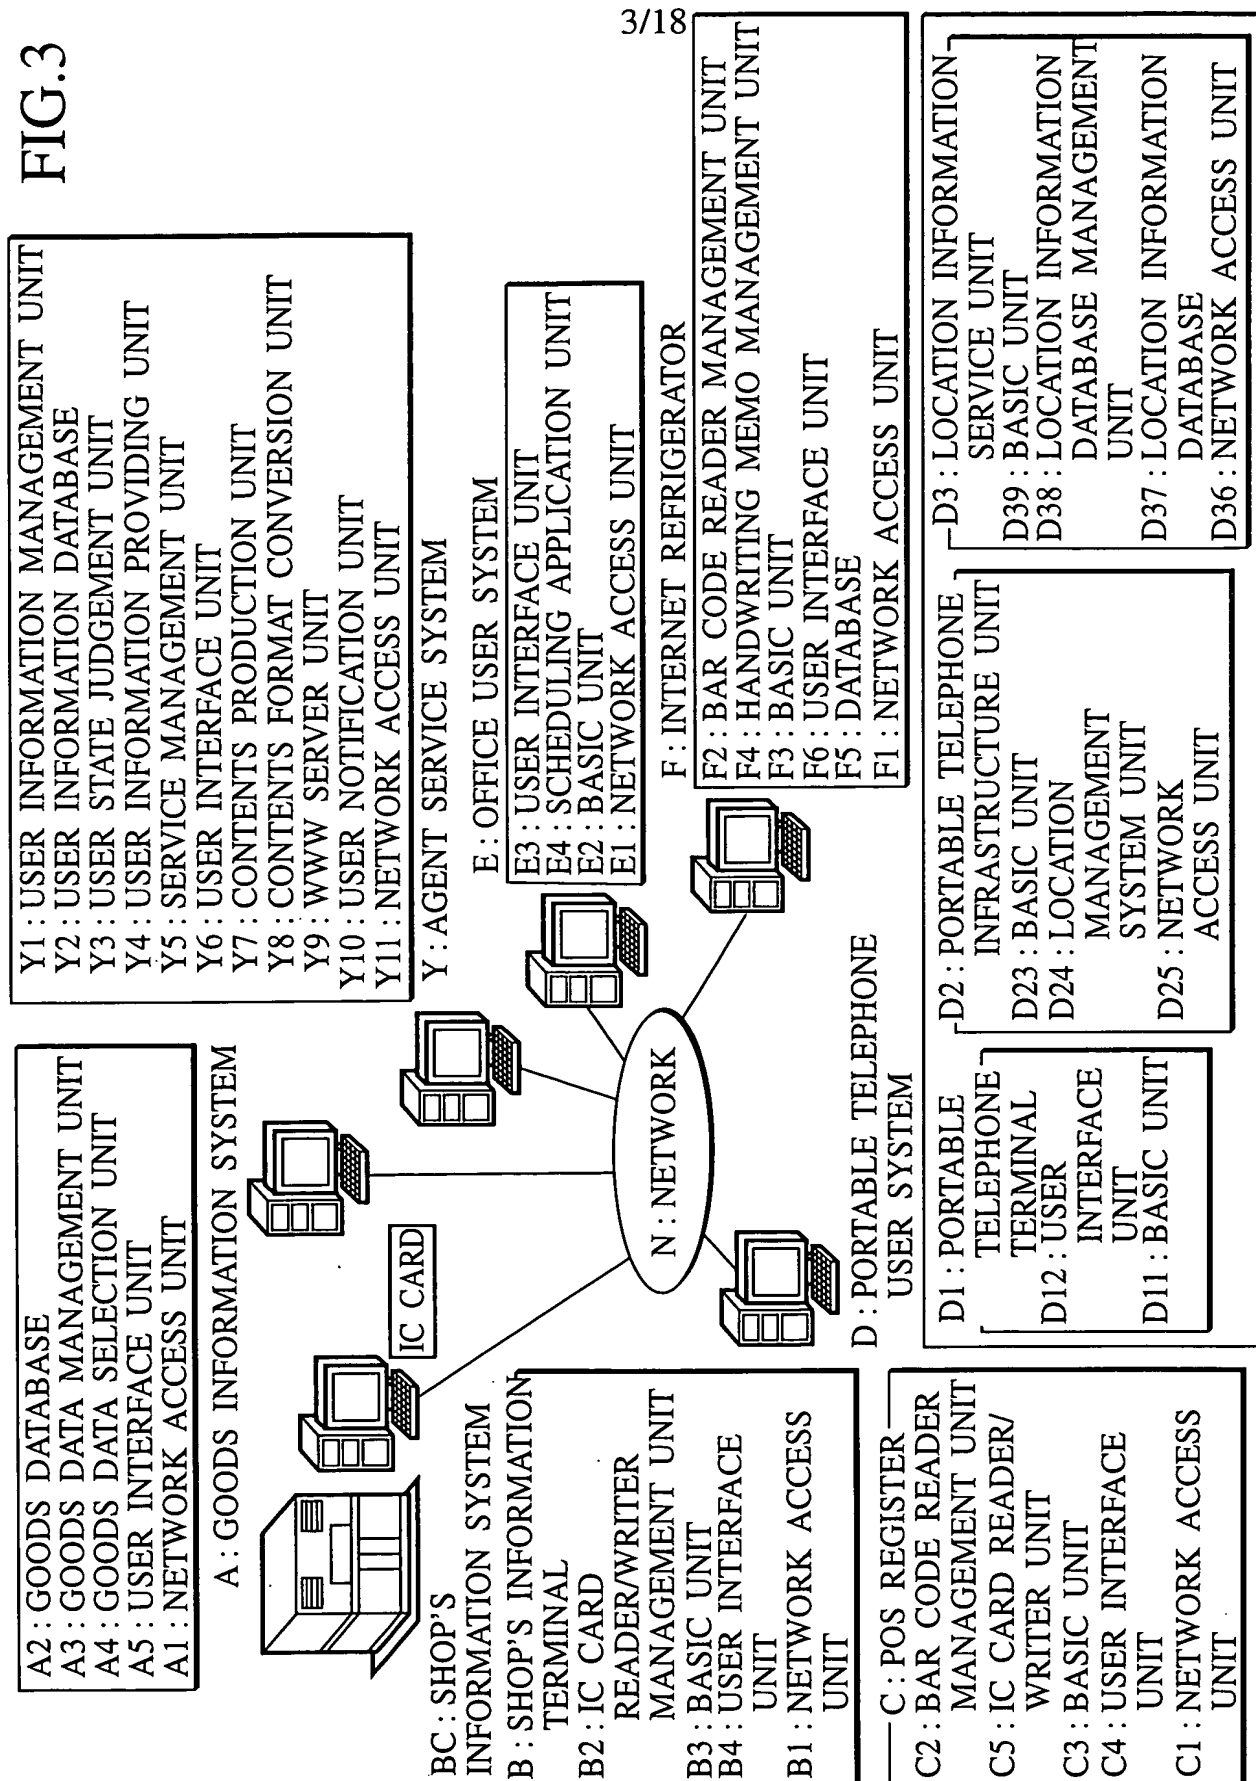 3/18
FIG.3
A2 : GOODS DATABASE
A3 : GOODS DATA MANAGEMENT UNIT
A4 : GOODS DATA SELECTION UNIT
A5 : USER INTERFACE UNIT
A1 : NETWORK ACCESS UNIT
A : GOODS INFORMATION SYSTEM
Y1 : USER INFORMATION MANAGEMENT UNIT
Y2 : USER INFORMATION DATABASE
Y3 : USER STATE JUDGEMENT UNIT
Y4 : USER INFORMATION PROVIDING UNIT
Y5 : SERVICE MANAGEMENT UNIT
Y6 : USER INTERFACE UNIT
Y7 : CONTENTS PRODUCTION UNIT
Y8 : CONTENTS FORMAT CONVERSION UNIT
Y9 : WWW SERVER UNIT
Y10 : USER NOTIFICATION UNIT
Y11 : NETWORK ACCESS UNIT
Y : AGENT SERVICE SYSTEM
E : OFFICE USER SYSTEM
E3 : USER INTERFACE UNIT
E4 : SCHEDULING APPLICATION UNIT
E2 : BASIC UNIT
E1 : NETWORK ACCESS UNIT
F : INTERNET REFRIGERATOR
F2 : BAR CODE READER MANAGEMENT UNIT
F4 : HANDWRITING MEMO MANAGEMENT UNIT
F3 : BASIC UNIT
F6 : USER INTERFACE UNIT
F5 : DATABASE
F1 : NETWORK ACCESS UNIT
IC CARD
N : NETWORK
BC : SHOP'S
INFORMATION SYSTEM
B : SHOP'S INFORMATION
TERMINAL
B2 : IC CARD
READER/WRITER
MANAGEMENT UNIT
B3 : BASIC UNIT
B4 : USER INTERFACE
UNIT
B1 : NETWORK ACCESS
UNIT
C : POS REGISTER
C2 : BAR CODE READER
MANAGEMENT UNIT
C5 : IC CARD READER/
WRITER UNIT
C3 : BASIC UNIT
C4 : USER INTERFACE
UNIT
C1 : NETWORK ACCESS
UNIT
D : PORTABLE TELEPHONE
USER SYSTEM
D1 : PORTABLE
TELEPHONE
TERMINAL
D12 : USER
INTERFACE
UNIT
D11 : BASIC UNIT
D2 : PORTABLE TELEPHONE
INFRASTRUCTURE UNIT
D23 : BASIC UNIT
D24 : LOCATION
MANAGEMENT
SYSTEM UNIT
D25 : NETWORK
ACCESS UNIT
D3 : LOCATION INFORMATION
SERVICE UNIT
D39 : BASIC UNIT
D38 : LOCATION INFORMATION
DATABASE MANAGEMENT
UNIT
D37 : LOCATION INFORMATION
DATABASE
D36 : NETWORK ACCESS UNIT